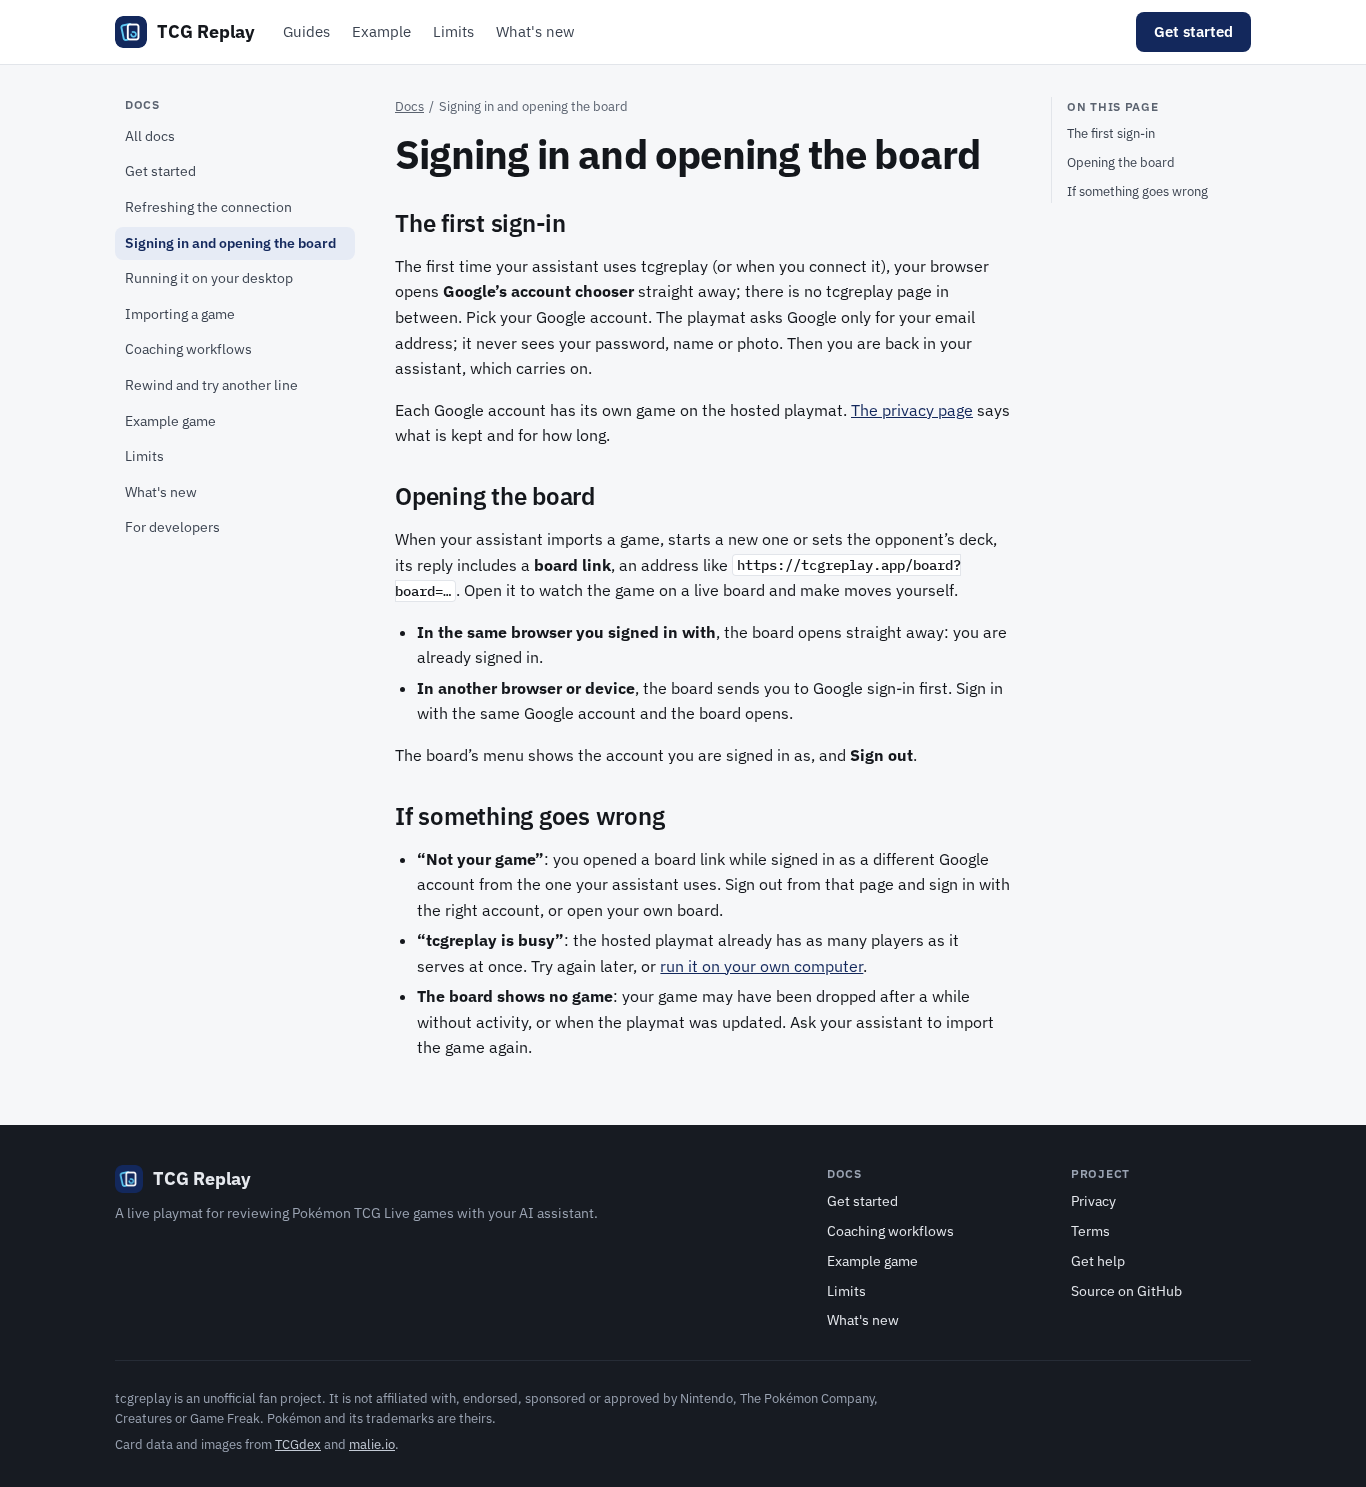 TCG Replay
Guides
Example
Limits
What's new
Get started
DOCS
All docs
Get started
Refreshing the connection
Signing in and opening the board
Running it on your desktop
Importing a game
Coaching workflows
Rewind and try another line
Example game
Limits
What's new
For developers
Docs / Signing in and opening the board
Signing in and opening the board
The first sign-in
The first time your assistant uses tcgreplay (or when you connect it), your browser
opens Google’s account chooser straight away; there is no tcgreplay page in
between. Pick your Google account. The playmat asks Google only for your email
address; it never sees your password, name or photo. Then you are back in your
assistant, which carries on.
Each Google account has its own game on the hosted playmat. The privacy page says
what is kept and for how long.
Opening the board
When your assistant imports a game, starts a new one or sets the opponent’s deck,
its reply includes a board link, an address like https://tcgreplay.app/board?
board=…. Open it to watch the game on a live board and make moves yourself.
• In the same browser you signed in with, the board opens straight away: you are
already signed in.
• In another browser or device, the board sends you to Google sign-in first. Sign in
with the same Google account and the board opens.
The board’s menu shows the account you are signed in as, and Sign out.
If something goes wrong
• “Not your game”: you opened a board link while signed in as a different Google
account from the one your assistant uses. Sign out from that page and sign in with
the right account, or open your own board.
• “tcgreplay is busy”: the hosted playmat already has as many players as it
serves at once. Try again later, or run it on your own computer.
• The board shows no game: your game may have been dropped after a while
without activity, or when the playmat was updated. Ask your assistant to import
the game again.
ON THIS PAGE
The first sign-in
Opening the board
If something goes wrong
TCG Replay
A live playmat for reviewing Pokémon TCG Live games with your AI assistant.
DOCS
Get started
Coaching workflows
Example game
Limits
What's new
PROJECT
Privacy
Terms
Get help
Source on GitHub
tcgreplay is an unofficial fan project. It is not affiliated with, endorsed, sponsored or approved by Nintendo, The Pokémon Company,
Creatures or Game Freak. Pokémon and its trademarks are theirs.
Card data and images from TCGdex and malie.io.